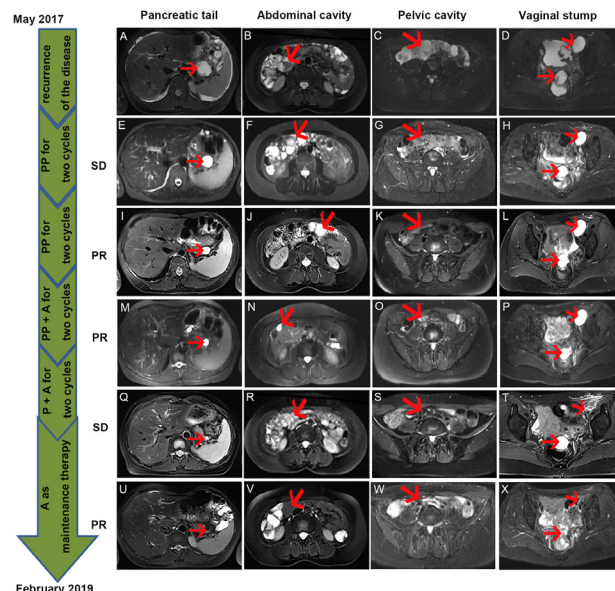 May 2017
Pancreatic tail
Abdominal cavity
Pelvic cavity
Vaginal stump
recurrence
of the disease
PP for
two cycles
PP for
two cycles
PP + A for
two cycles
P + A for
two cycles
A as
maintenance therapy
SD
PR
PR
SD
PR
A
B
C
D
E
F
G
H
I
J
K
L
M
N
O
P
Q
R
S
T
U
V
W
X
February 2019